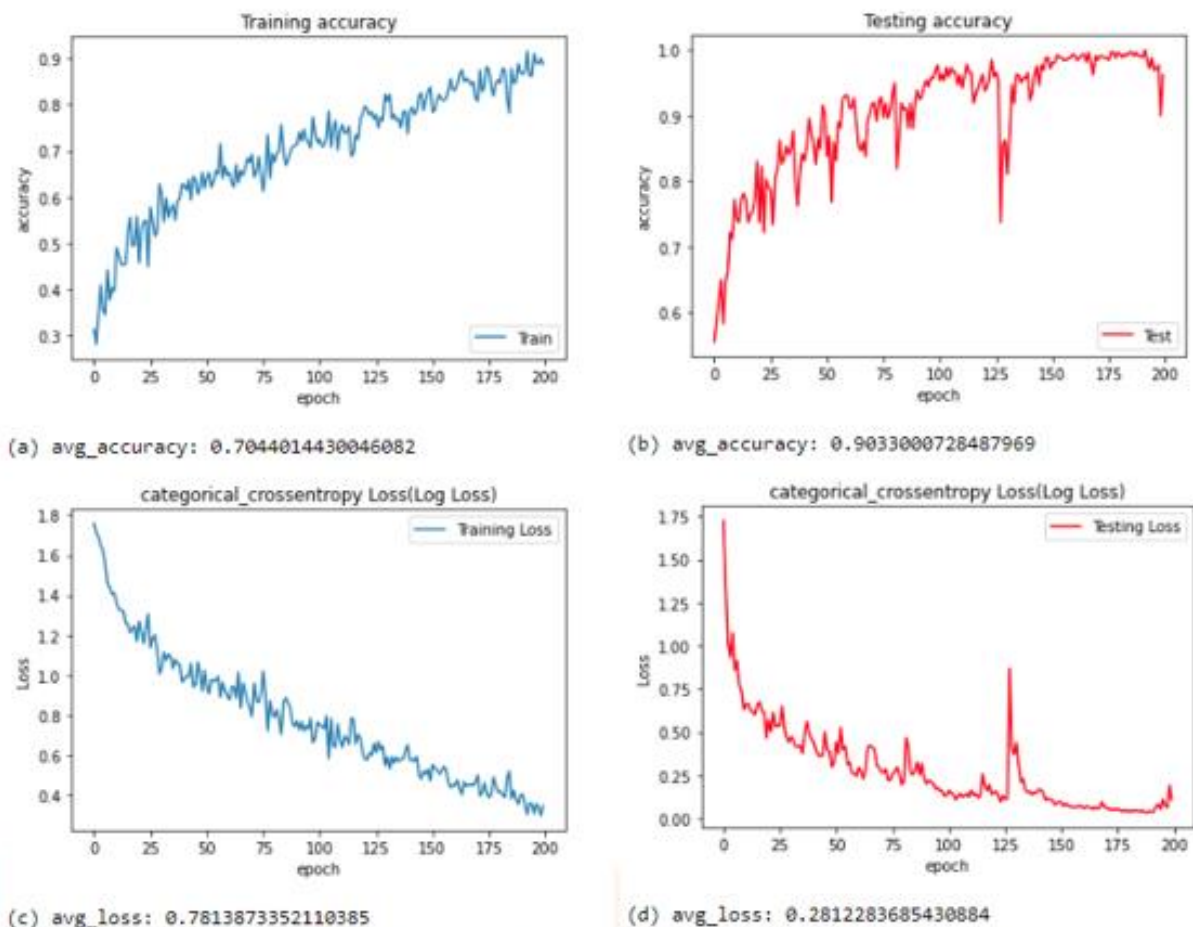 Training accuracy
0.9
0.8
0.7
0.6
0.5
0.4
0.3
accuracy
Train
0 25 50 75 100 125 150 175 200
epoch
(a) avg_accuracy: 0.7044014430046082
Testing accuracy
1.0
0.9
0.8
0.7
0.6
accuracy
Test
0 25 50 75 100 125 150 175 200
epoch
(b) avg_accuracy: 0.9033000728487969
categorical_crossentropy Loss(Log Loss)
1.8
1.6
1.4
1.2
1.0
0.8
0.6
0.4
Loss
Training Loss
0 25 50 75 100 125 150 175 200
epoch
(c) avg_loss: 0.7813873352110385
categorical_crossentropy Loss(Log Loss)
1.75
1.50
1.25
1.00
0.75
0.50
0.25
0.00
Loss
Testing Loss
0 25 50 75 100 125 150 175 200
epoch
(d) avg_loss: 0.2812283685430884